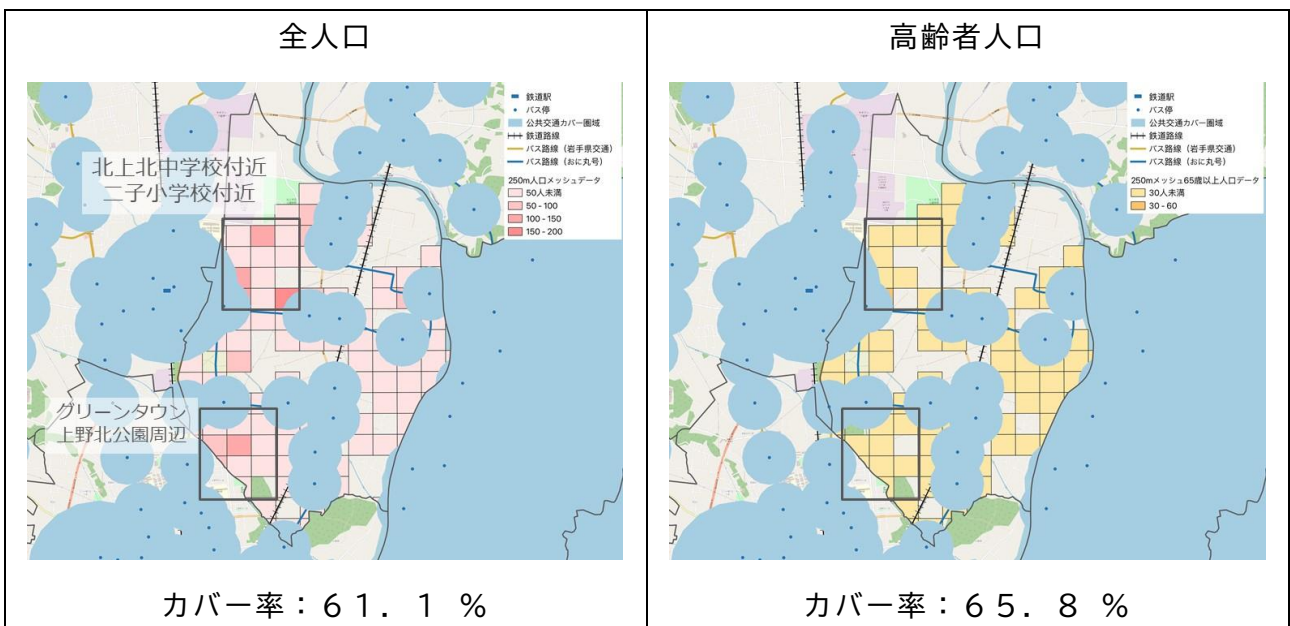 全人口
鉄道駅
バス停
公共交通カバー圏域
鉄道路線
バス路線（岩手県交通）
バス路線（おに丸号）
250m人口メッシュデータ
50人未満
50 - 100
100 - 150
150 - 200
北上北中学校付近
二子小学校付近
グリーンタウン
上野北公園周辺
カバー率：６１．１ %
高齢者人口
鉄道駅
バス停
公共交通カバー圏域
鉄道路線
バス路線（岩手県交通）
バス路線（おに丸号）
250mメッシュ65歳以上人口データ
30人未満
30 - 60
カバー率：６５．８ %